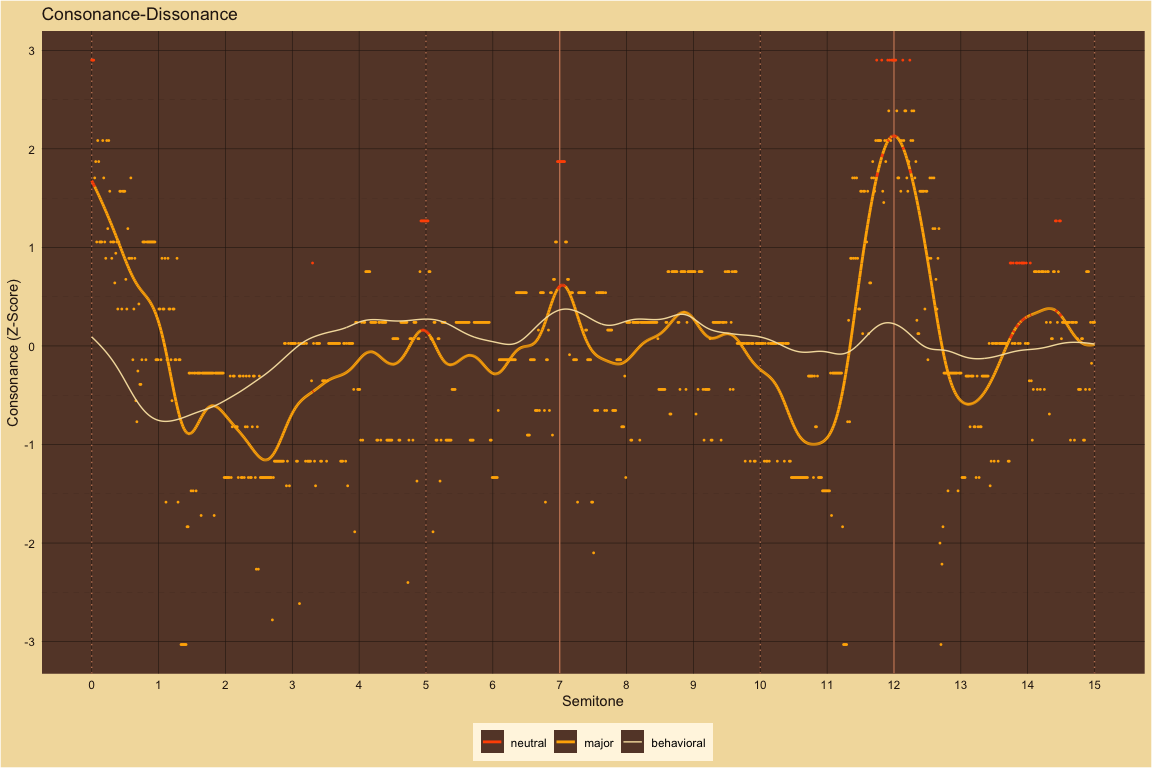 Consonance-Dissonance
Consonance (Z-Score)
3
2
1
0
-1
-2
-3
0 1 2 3 4 5 6 7 8 9 10 11 12 13 14 15
Semitone
neutral major behavioral